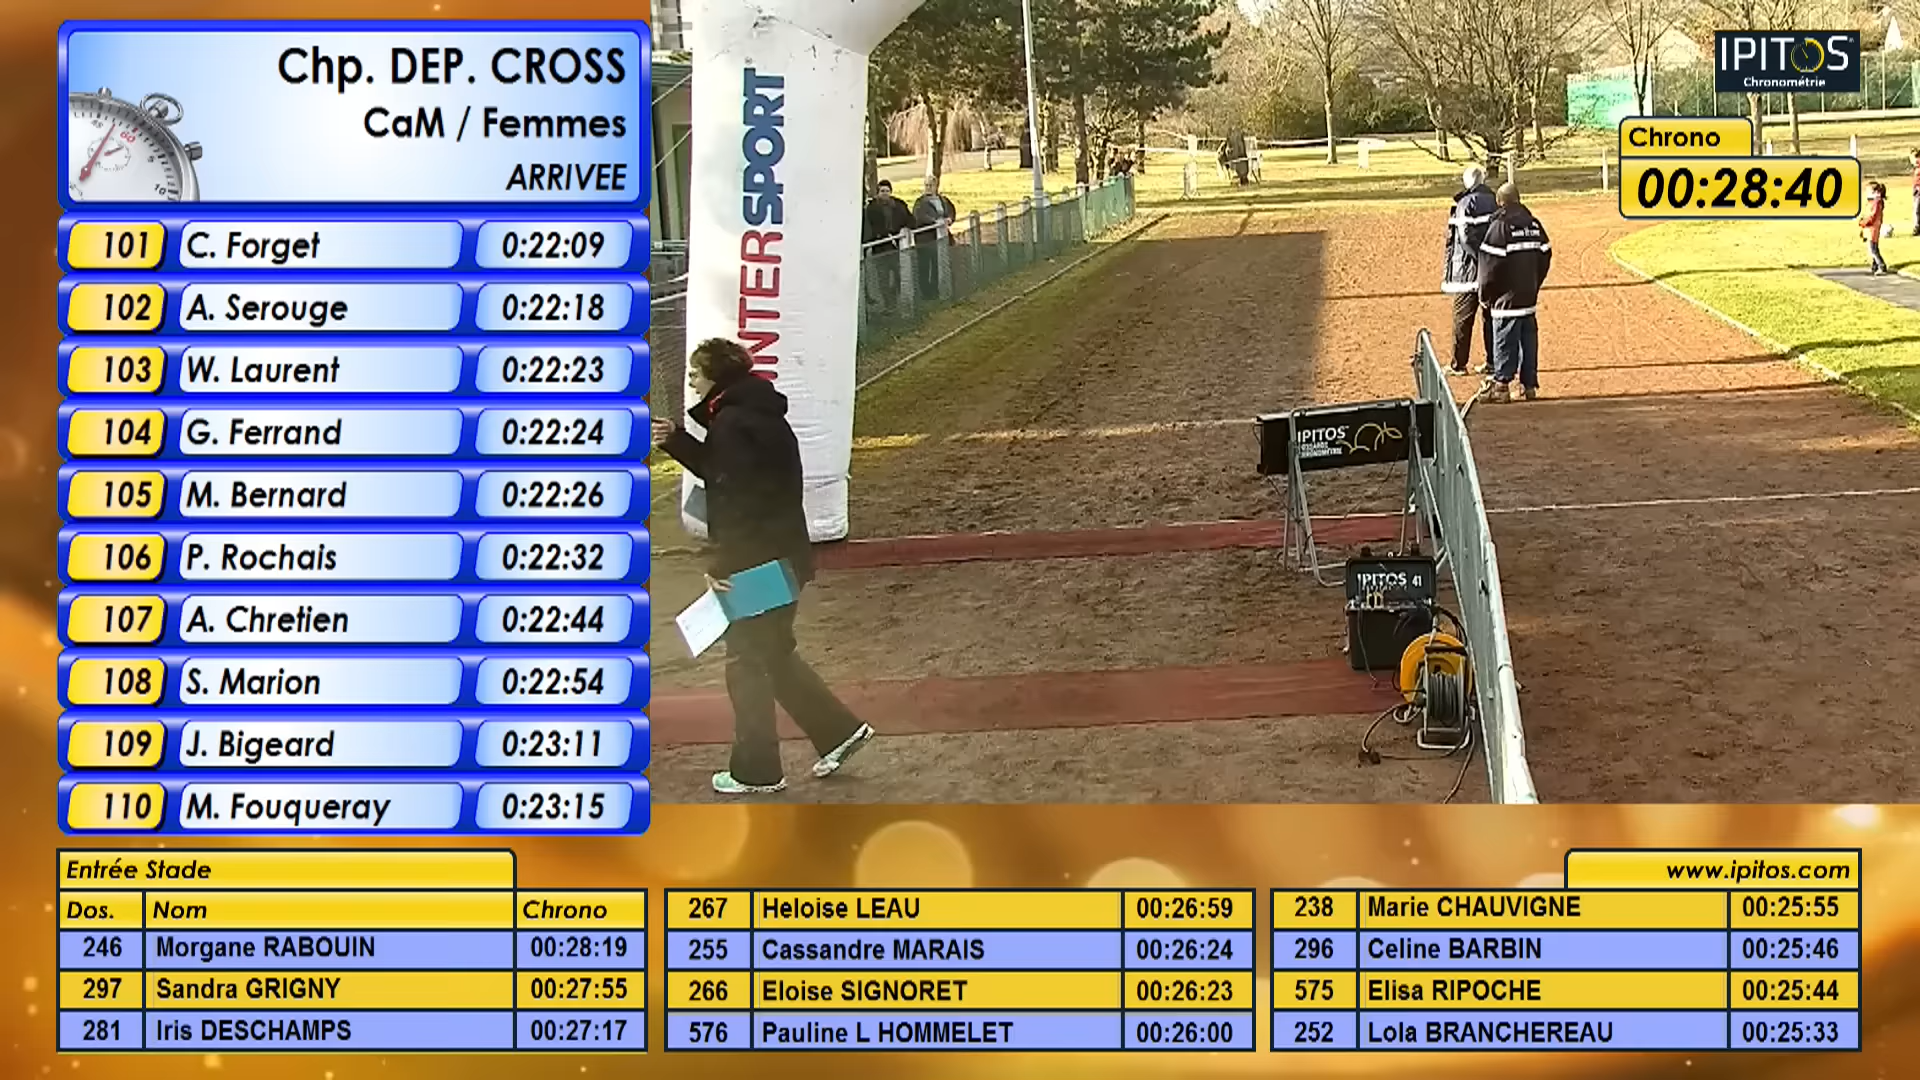 Chp. DEP. CROSS
CaM / Femmes
ARRIVEE
101 C. Forget 0:22:09
102 A. Serouge 0:22:18
103 W. Laurent 0:22:23
104 G. Ferrand 0:22:24
105 M. Bernard 0:22:26
106 P. Rochais 0:22:32
107 A. Chretien 0:22:44
108 S. Marion 0:22:54
109 J. Bigeard 0:23:11
110 M. Fouqueray 0:23:15
INTERSPORT
IPITOS
Chronométrie
Chrono
00:28:40
IPITOS
CHRONOMÉTRIE
IPITOS 41
Entrée Stade
Dos. Nom Chrono
246 Morgane RABOUIN 00:28:19
297 Sandra GRIGNY 00:27:55
281 Iris DESCHAMPS 00:27:17
267 Heloise LEAU 00:26:59
255 Cassandre MARAIS 00:26:24
266 Eloise SIGNORET 00:26:23
576 Pauline L HOMMELET 00:26:00
www.ipitos.com
238 Marie CHAUVIGNE 00:25:55
296 Celine BARBIN 00:25:46
575 Elisa RIPOCHE 00:25:44
252 Lola BRANCHEREAU 00:25:33